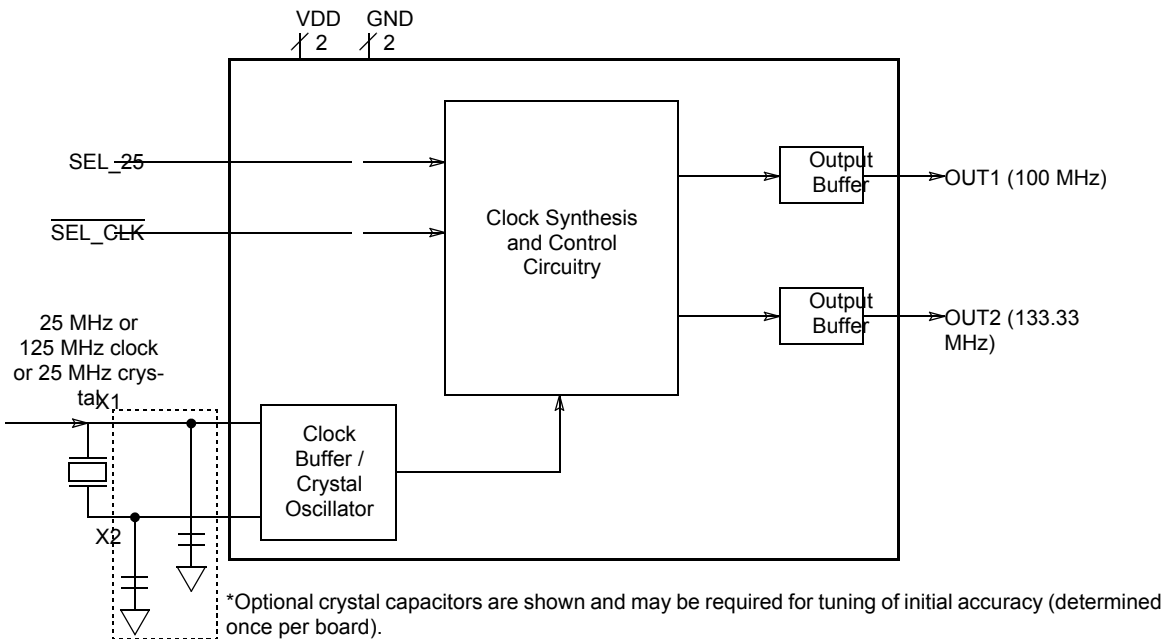 VDD GND
2 2
SEL_25
SEL_CLK
Clock Synthesis
and Control
Circuitry
Output
Buffer
OUT1 (100 MHz)
Output
Buffer
OUT2 (133.33
MHz)
25 MHz or
125 MHz clock
or 25 MHz crys-
tal
X1
Clock
Buffer /
Crystal
Oscillator
X2
*Optional crystal capacitors are shown and may be required for tuning of initial accuracy (determined
once per board).